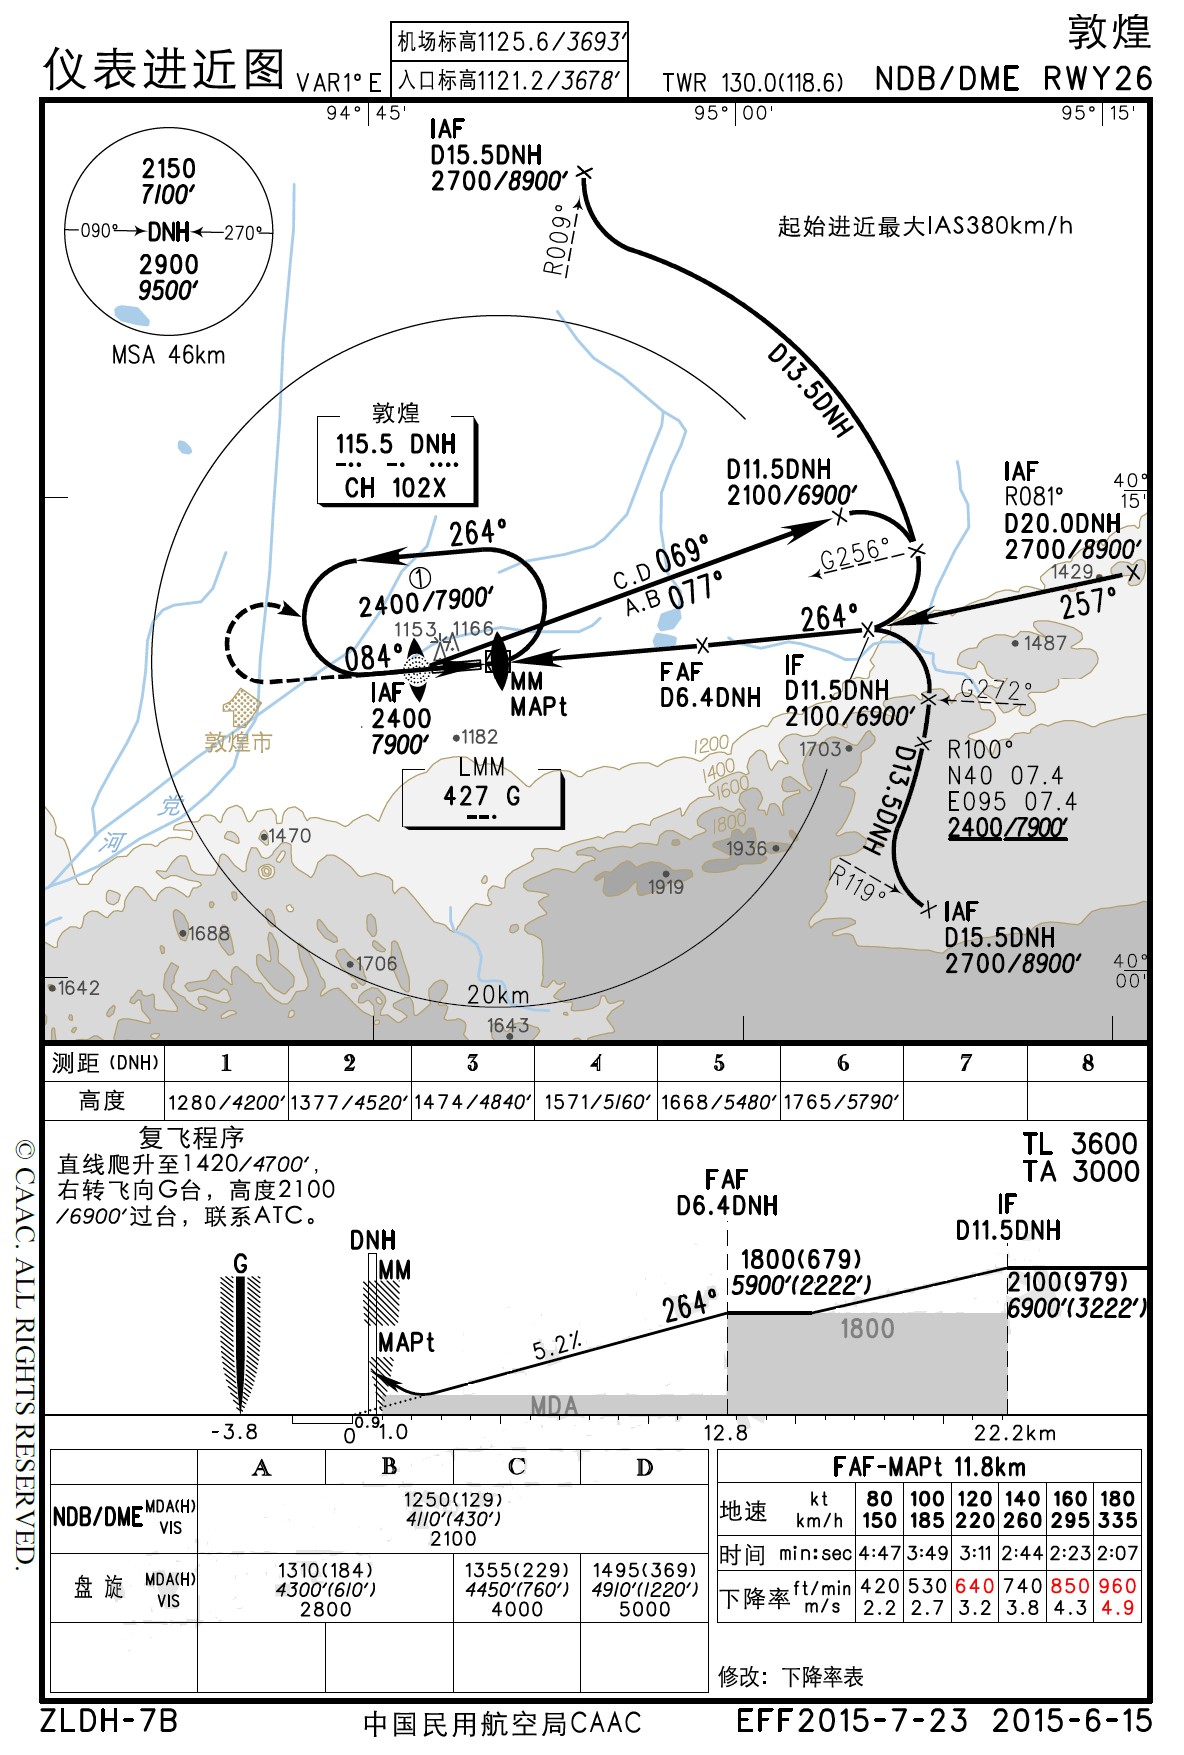 仪表进近图
VAR1° E
机场标高1125.6/3693'
入口标高1121.2/3678'
TWR 130.0(118.6)
敦煌
NDB/DME RWY26
94° 45'
95° 00'
95° 15'
2150
7100'
090°
DNH
270°
2900
9500'
MSA 46km
IAF
D15.5DNH
2700/8900'
R009°
起始进近最大IAS380km/h
D13.5DNH
敦煌
115.5 DNH
CH 102X
D11.5DNH
2100/6900'
IAF
R081°
D20.0DNH
2700/8900'
40°
15'
1429
264°
G256°
C.D 069°
A.B 077°
①
2400/7900'
257°
1153
1166
264°
1487
084°
IAF
2400
7900'
MM
MAPt
FAF
D6.4DNH
IF
D11.5DNH
2100/6900'
G272°
敦煌市
1182
1200
1400
1600
1800
1703
LMM
427 G
D13.5DNH
R100°
N40 07.4
E095 07.4
2400/7900'
党
河
1470
1936
1919
R119°
IAF
D15.5DNH
2700/8900'
1688
1706
1642
40°
00'
20km
1643
测距 (DNH) 1 2 3 4 5 6 7 8
高度 1280/4200' 1377/4520' 1474/4840' 1571/5160' 1668/5480' 1765/5790'
复飞程序
直线爬升至1420/4700',
右转飞向G台，高度2100
/6900'过台，联系ATC。
TL 3600
TA 3000
FAF
D6.4DNH
IF
D11.5DNH
DNH
G
MM
1800(679)
5900'(2222')
2100(979)
6900'(3222')
264°
1800
MAPt
5.2%
MDA
-3.8
0
0.9
1.0
12.8
22.2km
A B C D
NDB/DME MDA(H) VIS
1250(129)
4110'(430')
2100
盘旋 MDA(H) VIS
1310(184)
4300'(610')
2800
1355(229)
4450'(760')
4000
1495(369)
4910'(1220')
5000
FAF-MAPt 11.8km
地速 kt 80 100 120 140 160 180
km/h 150 185 220 260 295 335
时间 min:sec 4:47 3:49 3:11 2:44 2:23 2:07
下降率 ft/min 420 530 640 740 850 960
m/s 2.2 2.7 3.2 3.8 4.3 4.9
修改: 下降率表
© CAAC. ALL RIGHTS RESERVED.
ZLDH-7B
中国民用航空局CAAC
EFF2015-7-23 2015-6-15